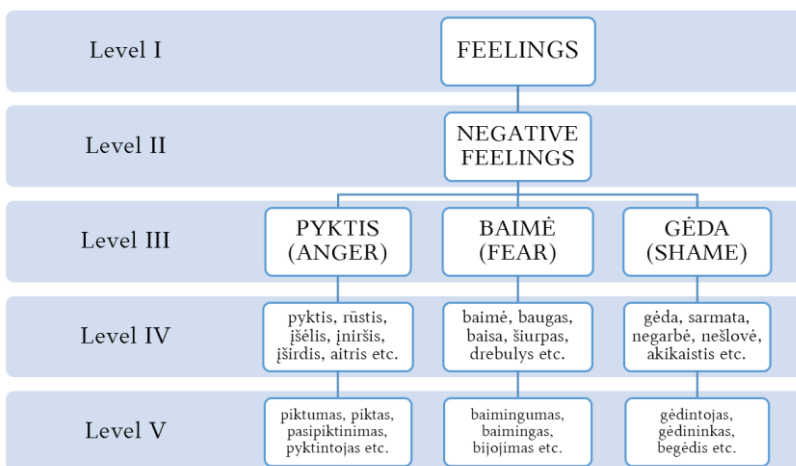 Level I
FEELINGS
Level II
NEGATIVE
FEELINGS
Level III
PYKTIS
(ANGER)
BAIMĖ
(FEAR)
GĖDA
(SHAME)
Level IV
pyktis, rūstis,
įšėlis, įniršis,
įširdis, aitris etc.
baimė, baugas,
baisa, šiurpas,
drebulys etc.
gėda, sarmata,
negarbė, nešlovė,
akikaistis etc.
Level V
piktumas, piktas,
pasipiktinimas,
pyktintojas etc.
baimingumas,
baimingas,
bijojimas etc.
gėdintojas,
gėdininkas,
begėdis etc.